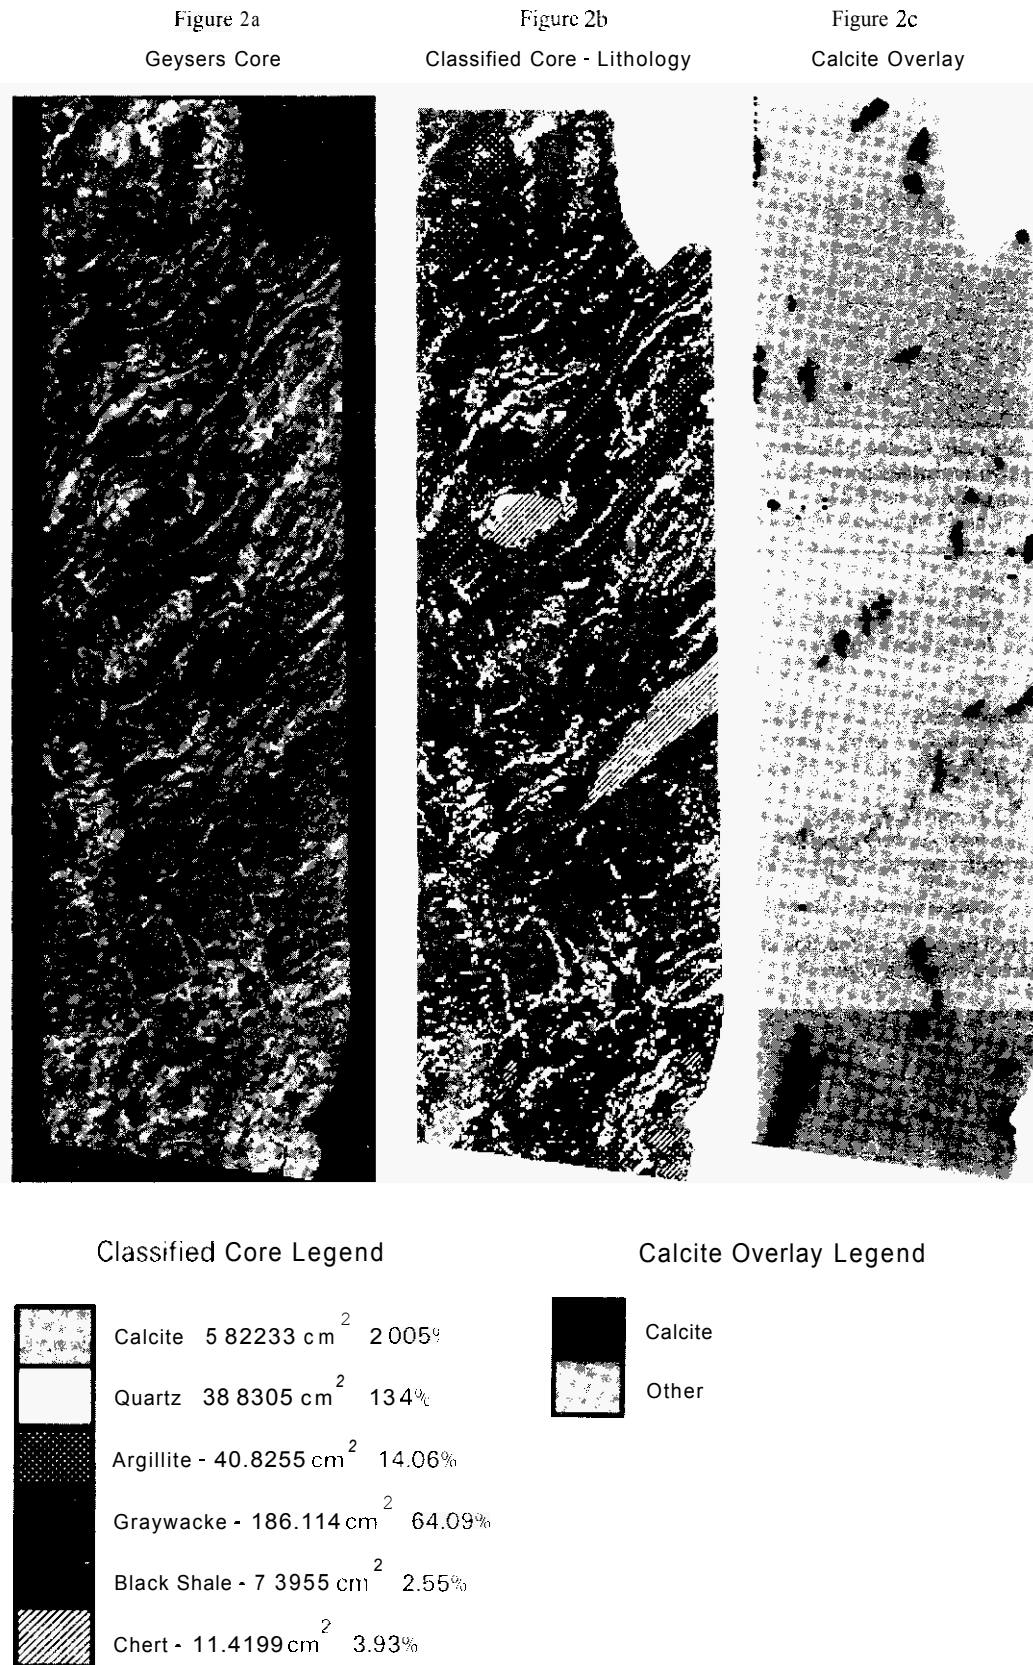 Figure 2a
Geysers Core
Figure 2b
Classified Core - Lithology
Figure 2c
Calcite Overlay
Classified Core Legend
Calcite 5 82233 cm 2 2 005%
Quartz 38 8305 cm 2 13 4%
Argillite - 40.8255 cm 2 14.06%
Graywacke - 186.114 cm 2 64.09%
Black Shale - 7 3955 cm 2 2.55%
Chert - 11.4199 cm 2 3.93%
Calcite Overlay Legend
Calcite
Other